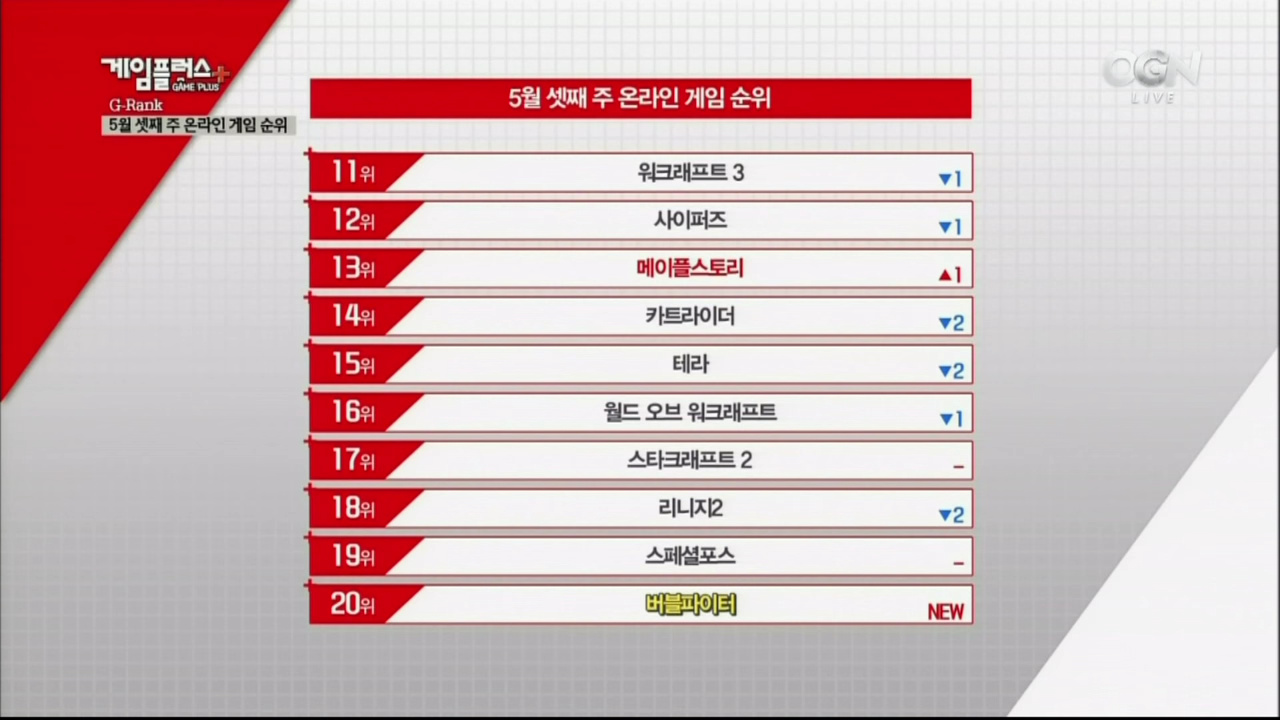 게임플러스+
GAME PLUS
G-Rank
5월 셋째 주 온라인 게임 순위
OGN
LIVE
5월 셋째 주 온라인 게임 순위
11위 워크래프트 3 ▼1
12위 사이퍼즈 ▼1
13위 메이플스토리 ▲1
14위 카트라이더 ▼2
15위 테라 ▼2
16위 월드 오브 워크래프트 ▼1
17위 스타크래프트 2 –
18위 리니지2 ▼2
19위 스페셜포스 –
20위 버블파이터 NEW